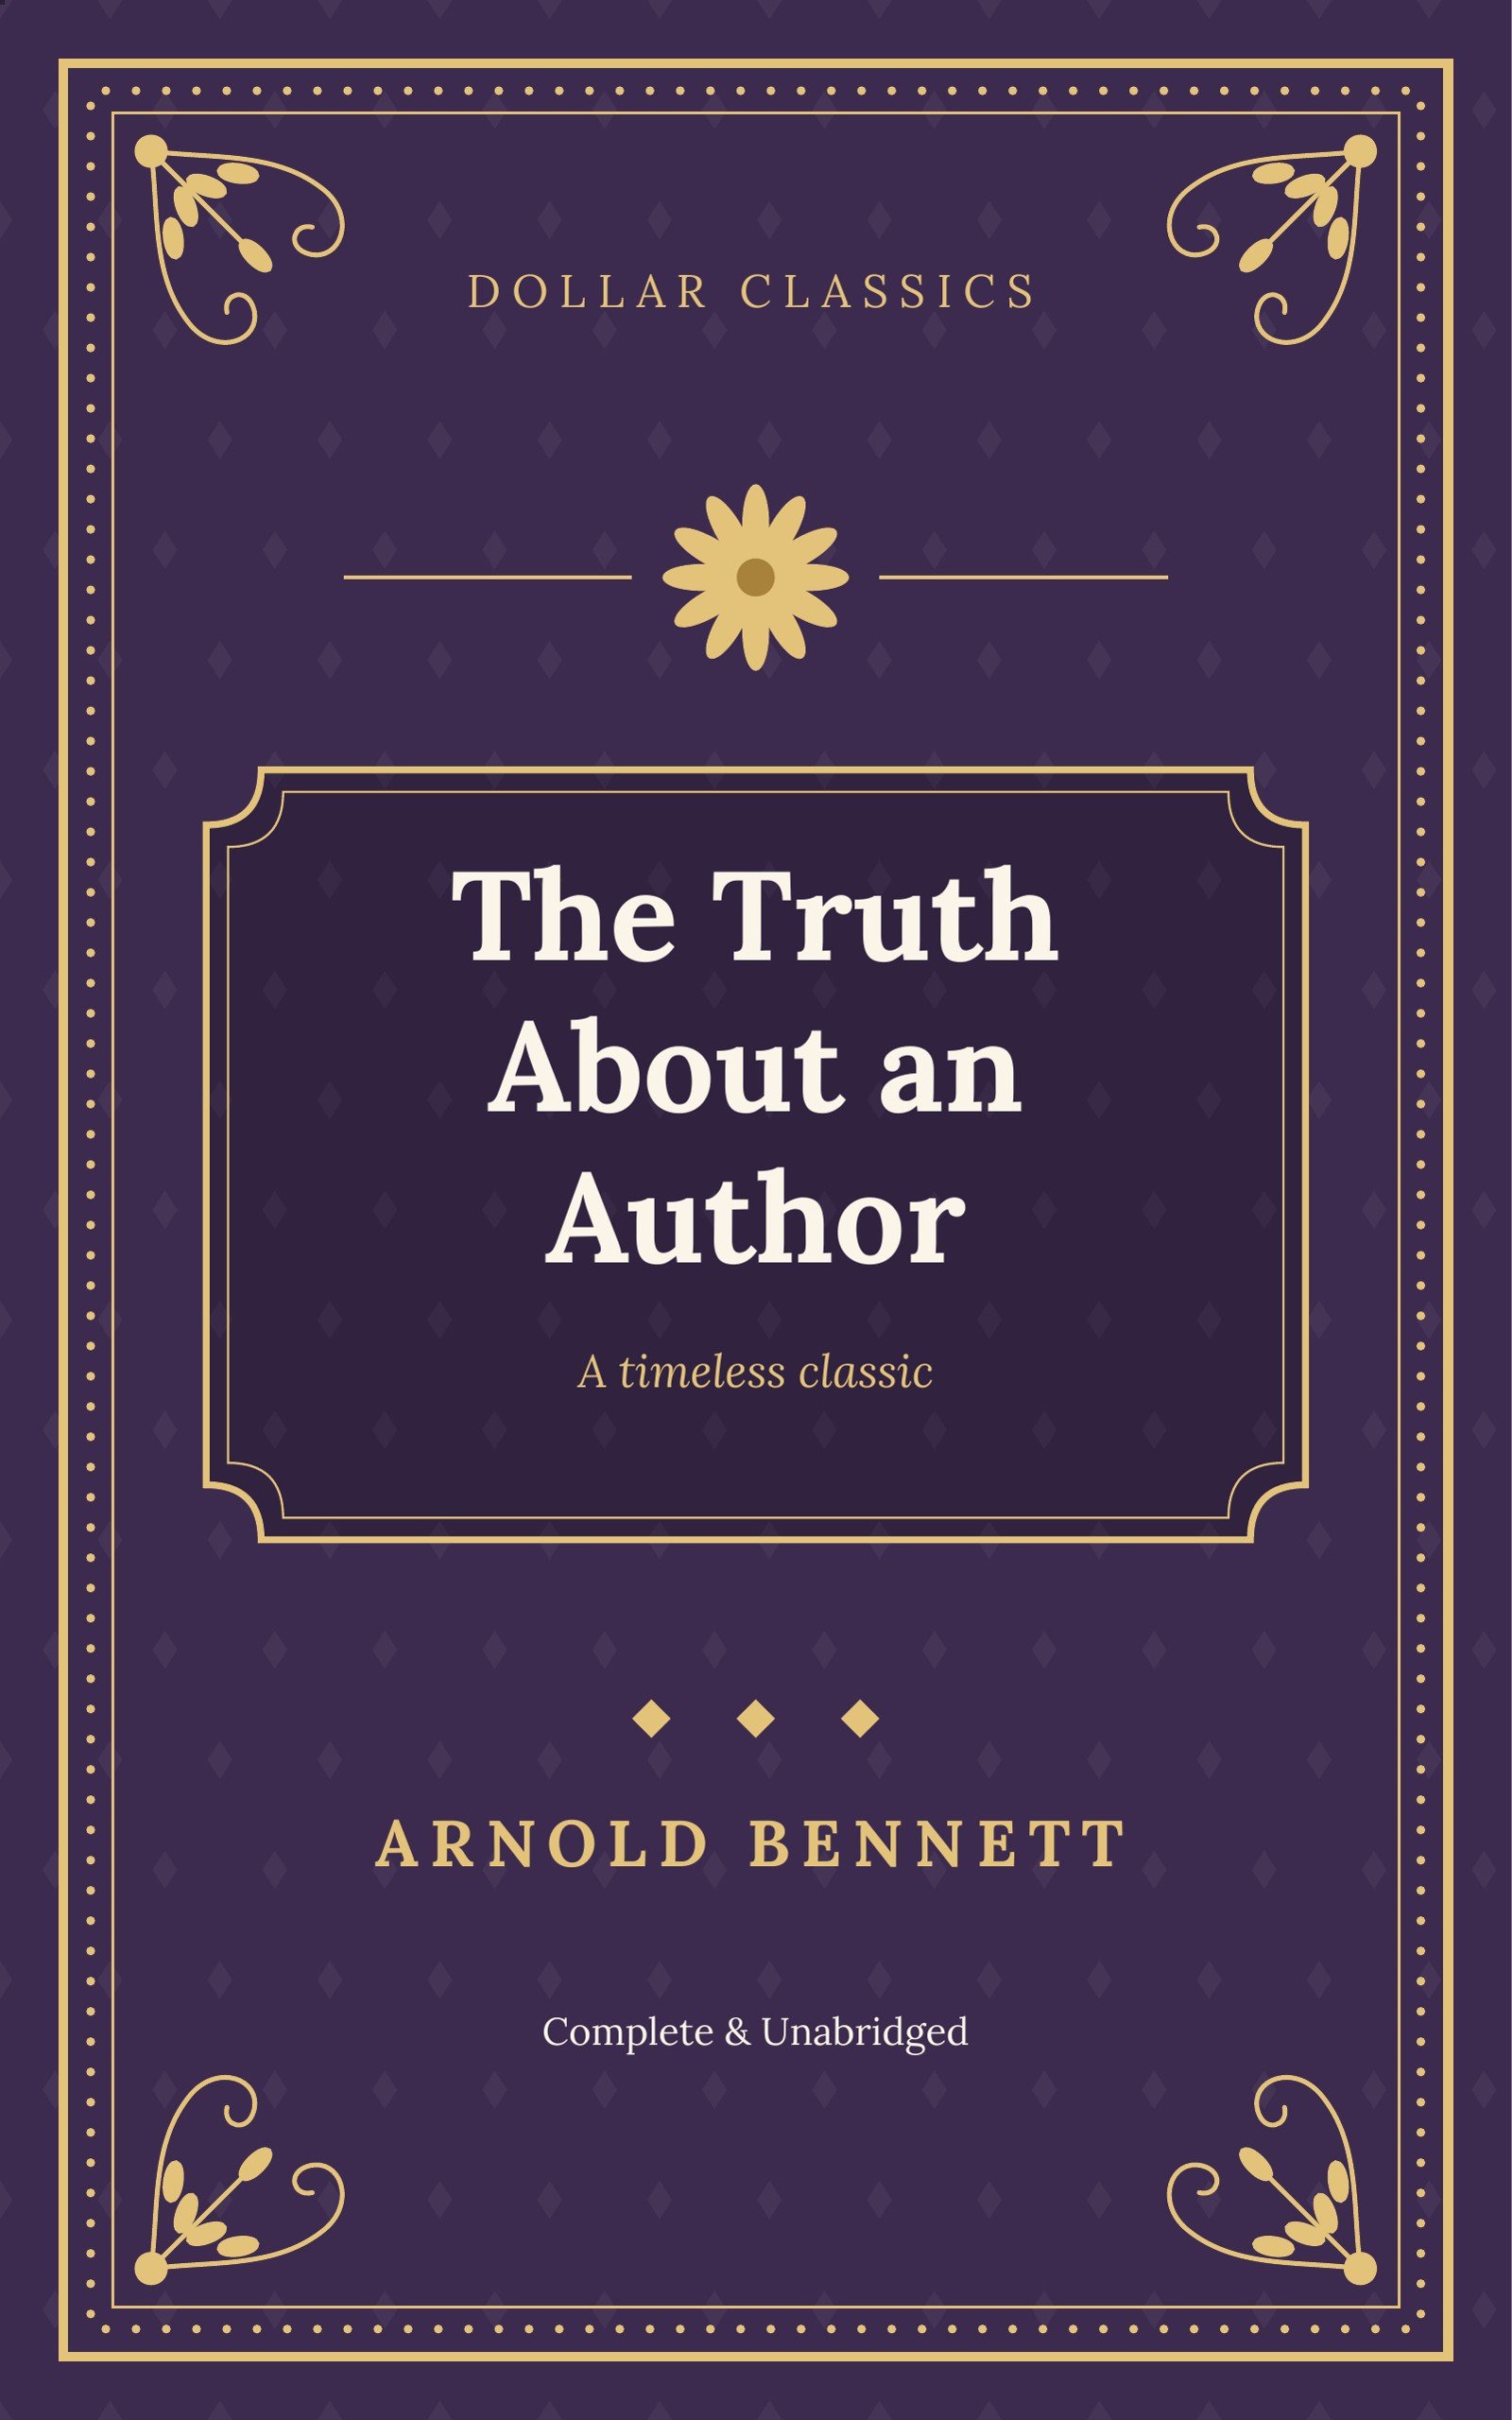 DOLLAR CLASSICS
The Truth
About an
Author
A timeless classic
ARNOLD BENNETT
Complete & Unabridged